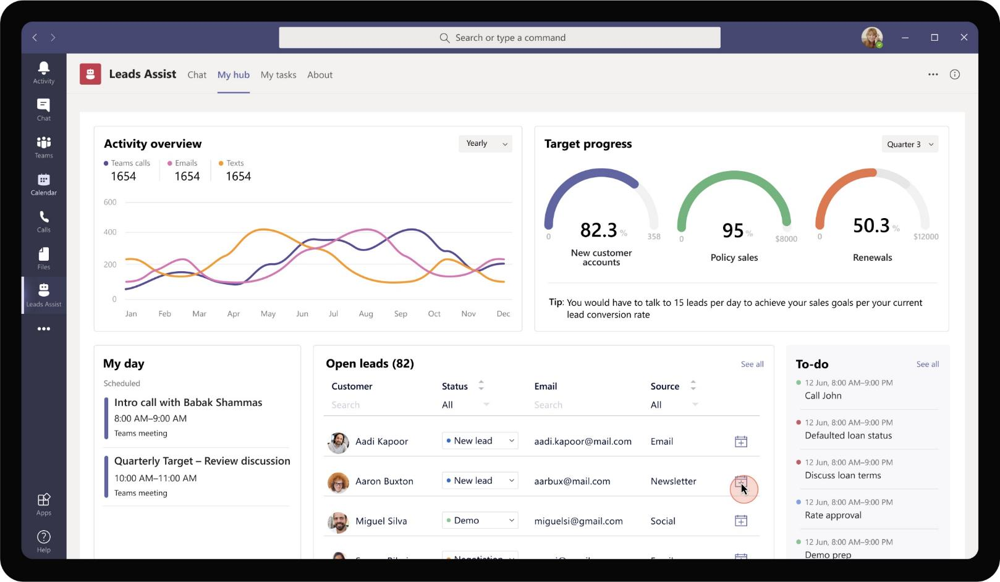 Search or type a command
Activity
Chat
Teams
Calendar
Calls
Files
Leads Assist
Apps
Help
Leads Assist Chat My hub My tasks About
Activity overview
Yearly
Teams calls Emails Texts
1654 1654 1654
600
400
200
0
Jan Feb Mar Apr May Jun Jul Aug Sep Oct Nov Dec
Target progress
Quarter 3
82.3 %
0 358
New customer
accounts
95 %
0 $8000
Policy sales
50.3 %
0 $12000
Renewals
Tip: You would have to talk to 15 leads per day to achieve your sales goals per your current
lead conversion rate
My day
Scheduled
Intro call with Babak Shammas
8:00 AM–9:00 AM
Teams meeting
Quarterly Target – Review discussion
10:00 AM–11:00 AM
Teams meeting
Open leads (82) See all
Customer Status Email Source
Search All Search All
Aadi Kapoor New lead aadi.kapoor@mail.com Email
Aaron Buxton New lead aarbux@mail.com Newsletter
Miguel Silva Demo miguelsi@gmail.com Social
Negotiation
To-do See all
12 Jun, 8:00 AM–9:00 PM
Call John
12 Jun, 8:00 AM–9:00 PM
Defaulted loan status
12 Jun, 8:00 AM–9:00 PM
Discuss loan terms
12 Jun, 8:00 AM–9:00 PM
Rate approval
12 Jun, 8:00 AM–9:00 PM
Demo prep